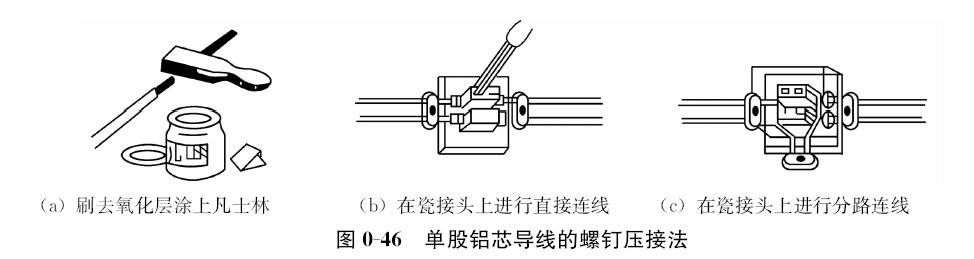 (a) 刷去氧化层涂上凡士林 (b) 在瓷接头上进行直接连线 (c) 在瓷接头上进行分路连线
图 0-46 单股铝芯导线的螺钉压接法